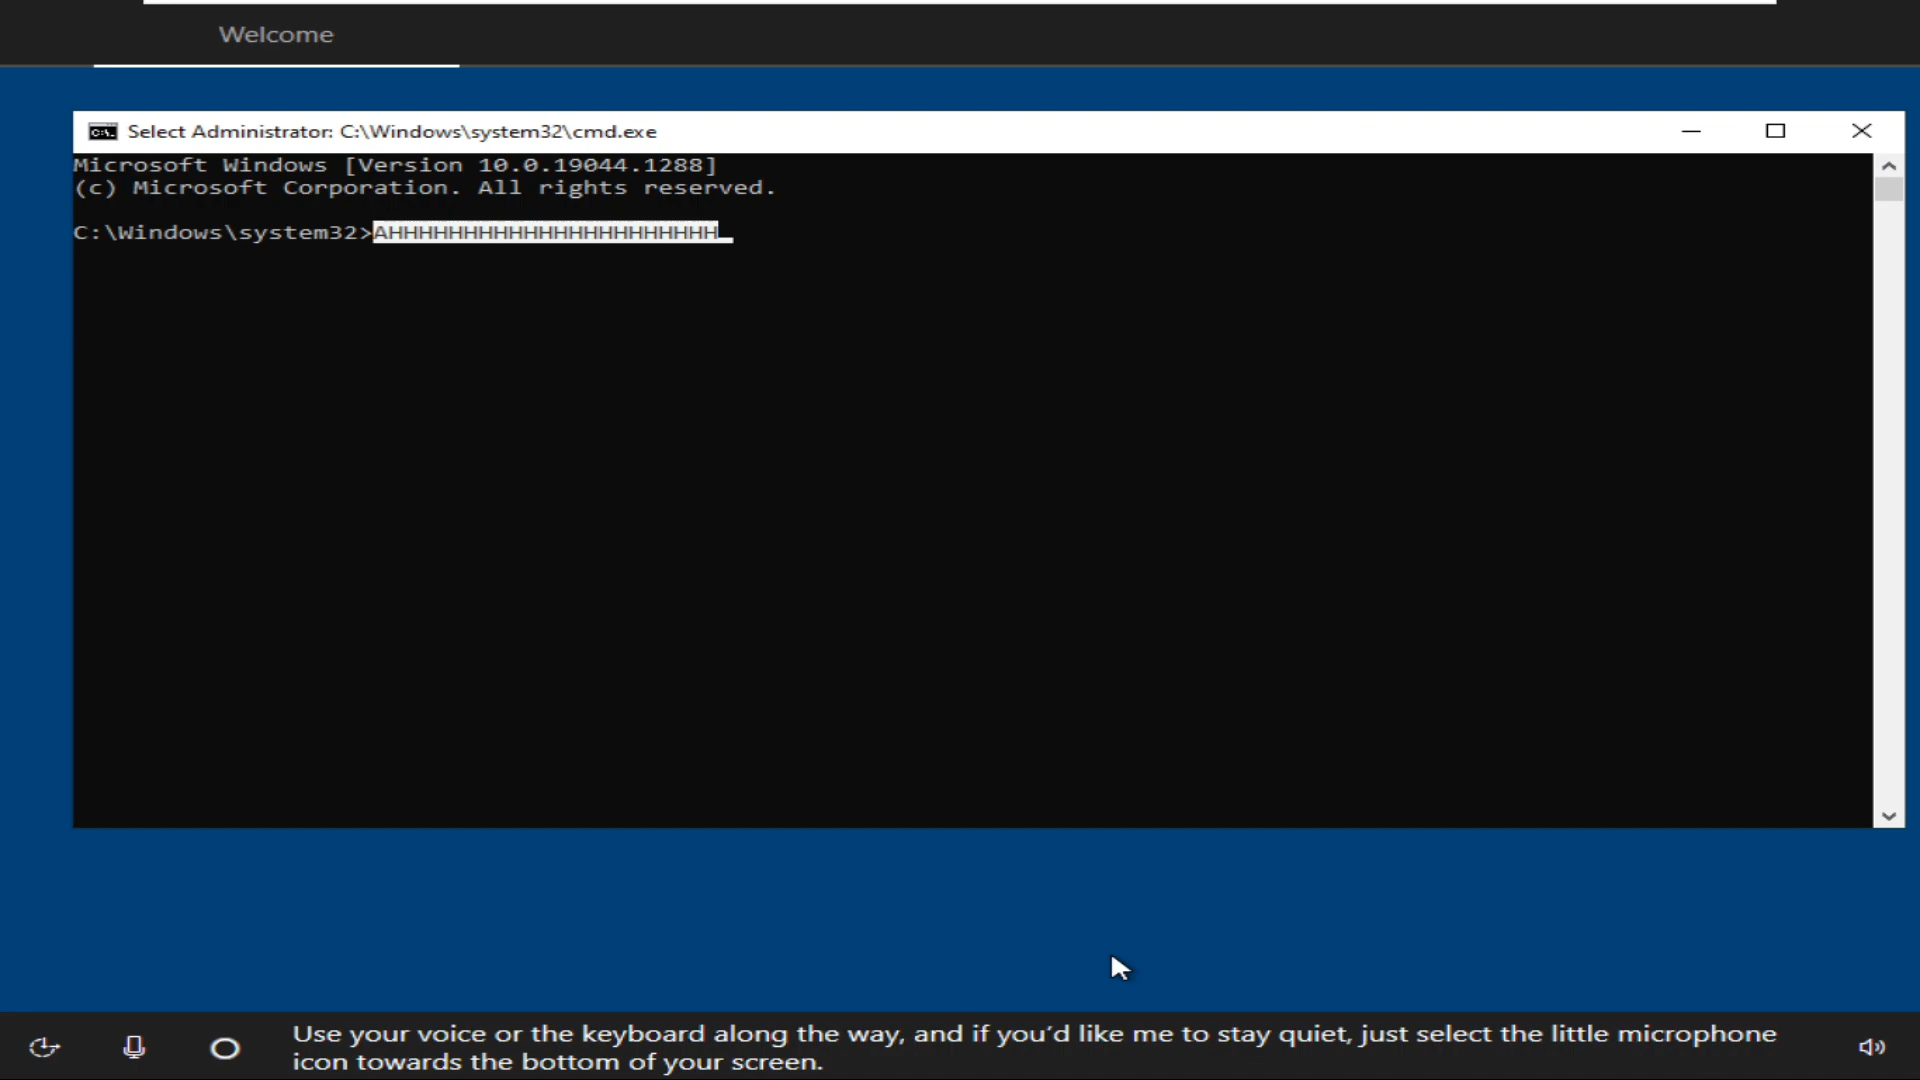 Welcome
Select Administrator: C:\Windows\system32\cmd.exe
Microsoft Windows [Version 10.0.19044.1288]
(c) Microsoft Corporation. All rights reserved.
C:\Windows\system32>AHHHHHHHHHHHHHHHHHHHHHH
Use your voice or the keyboard along the way, and if you’d like me to stay quiet, just select the little microphone
icon towards the bottom of your screen.